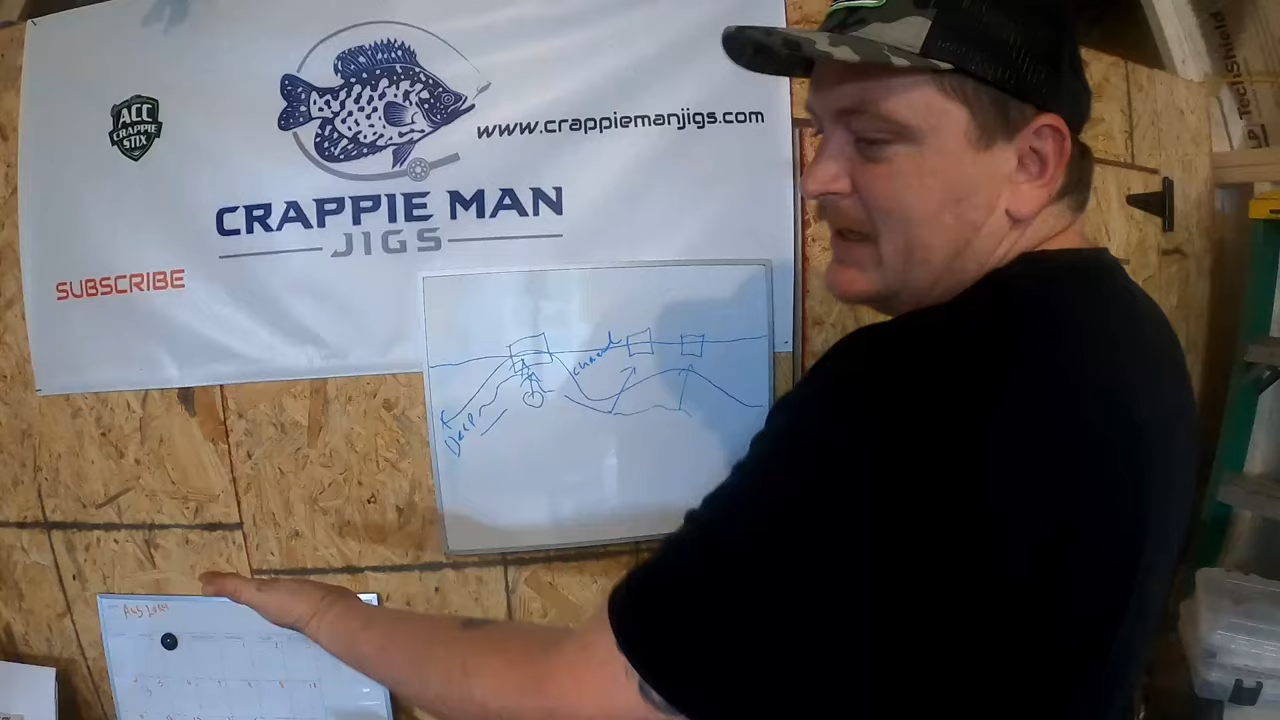 ACC
CRAPPIE
STIX
www.crappiemanjigs.com
CRAPPIE MAN
JIGS
SUBSCRIBE
channel
Deep
TechShield